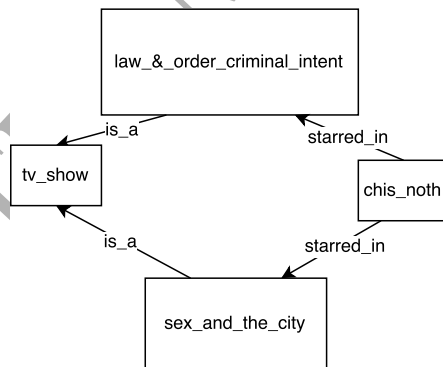 law_&_order_criminal_intent
is_a
starred_in
tv_show
chis_noth
is_a
starred_in
sex_and_the_city